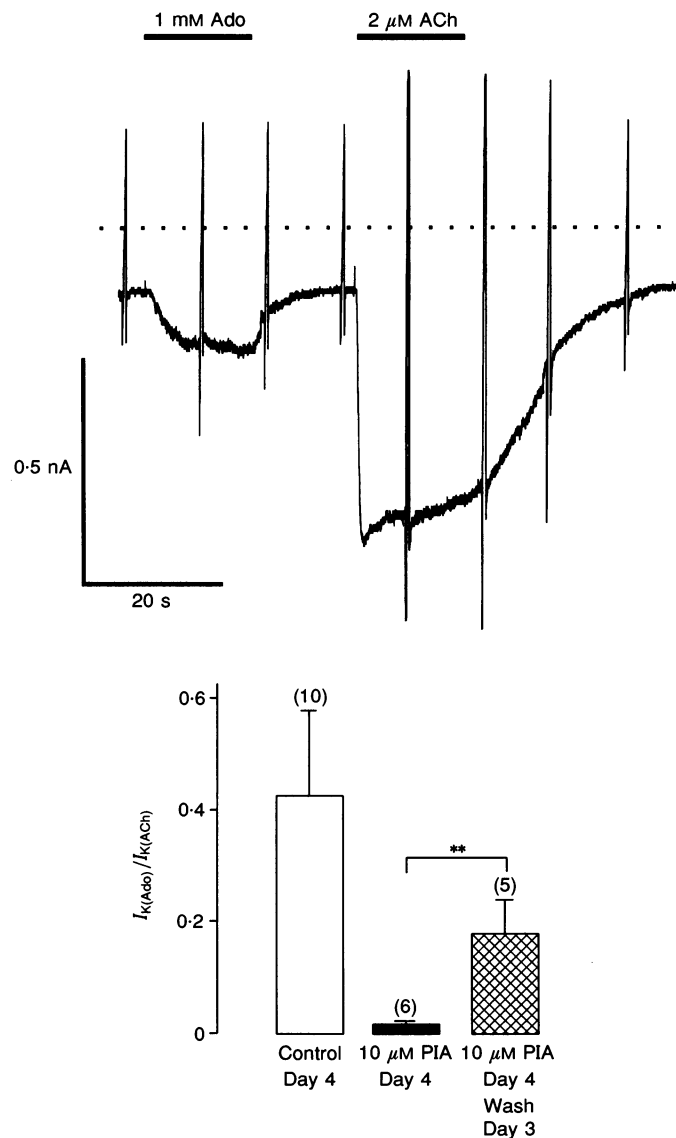 1 mM Ado 2 μM ACh
0·5 nA
20 s
0·6
0·4
0·2
0
I_K(Ado)/I_K(ACh)
(10)
(6)
**
(5)
Control 10 μM PIA 10 μM PIA
Day 4 Day 4 Day 4
Wash
Day 3